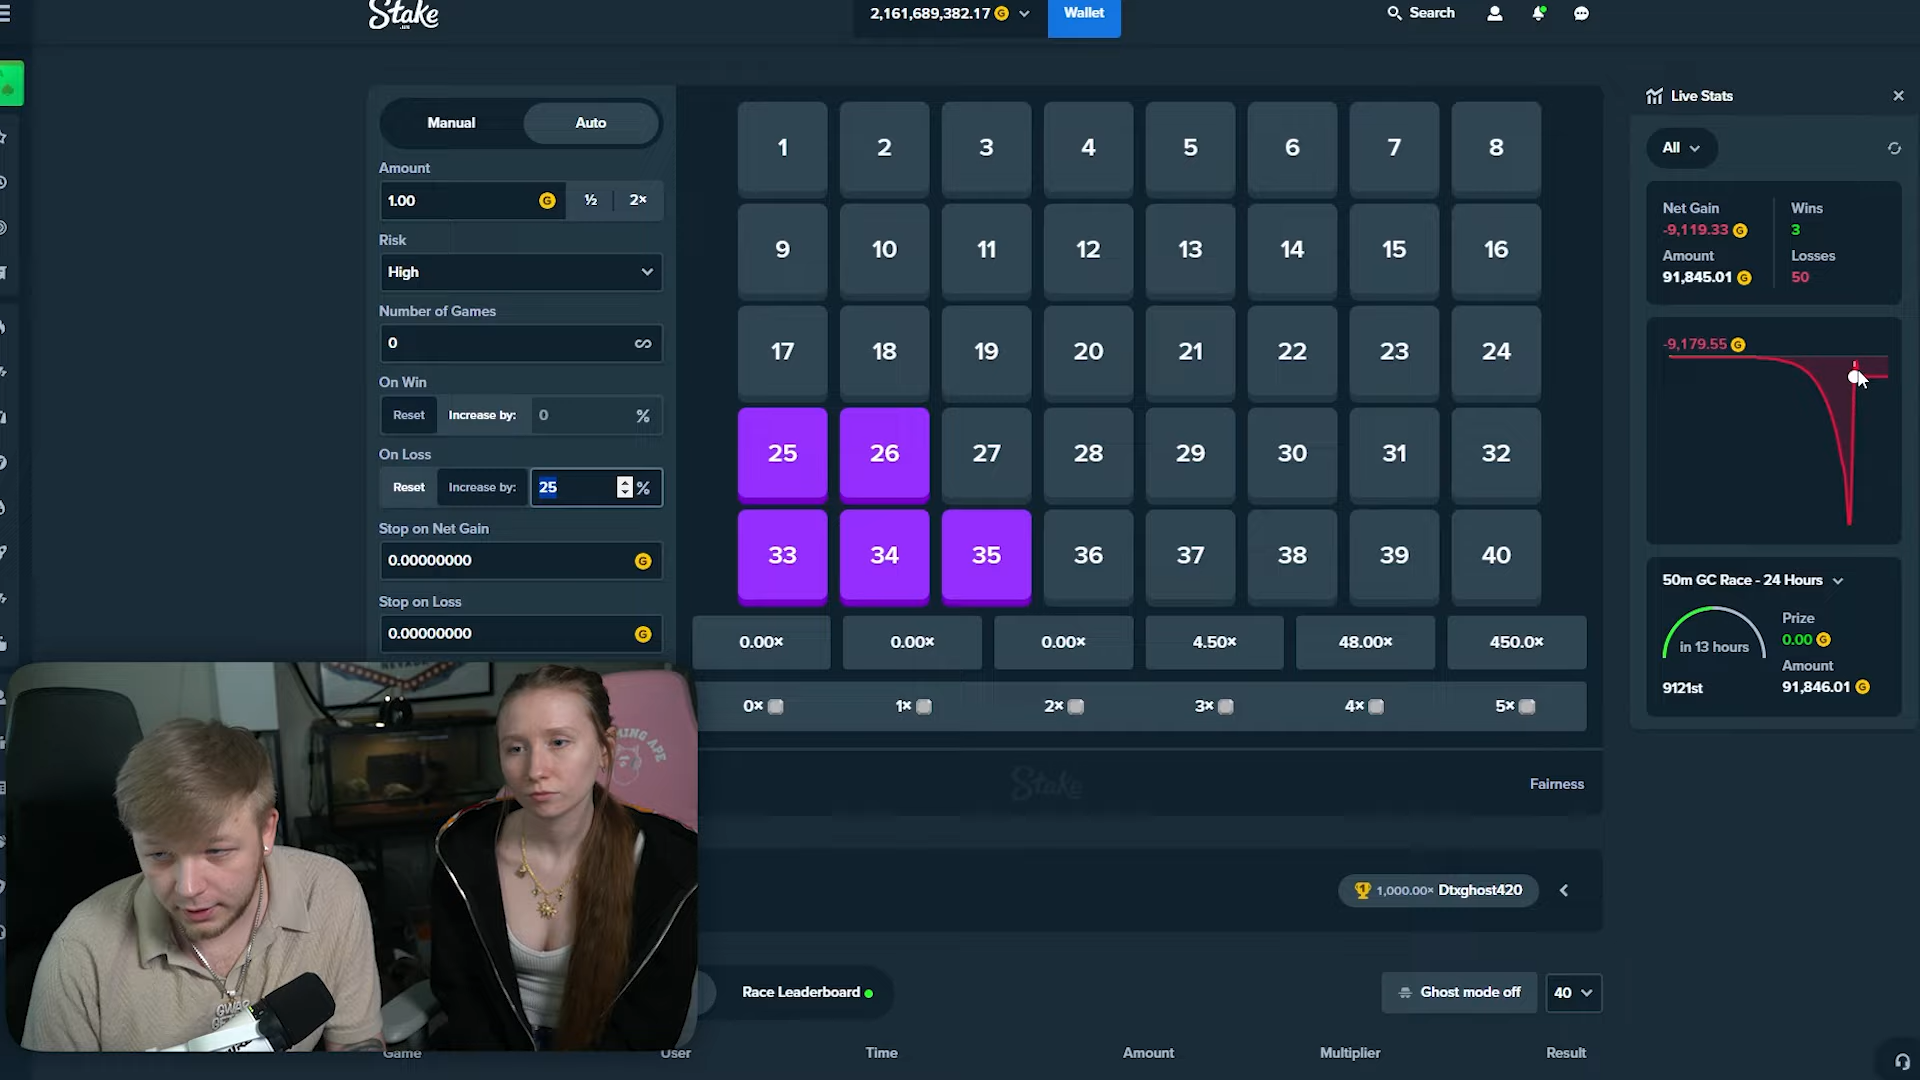 Stake
.us
2,161,689,382.17
Wallet
Search
Manual
Auto
Amount
1.00
½
2×
Risk
High
Number of Games
0
On Win
Reset
Increase by:
0
%
On Loss
Reset
Increase by:
25
%
Stop on Net Gain
0.00000000
Stop on Loss
0.00000000
1
2
3
4
5
6
7
8
9
10
11
12
13
14
15
16
17
18
19
20
21
22
23
24
25
26
27
28
29
30
31
32
33
34
35
36
37
38
39
40
0.00×
0.00×
0.00×
4.50×
48.00×
450.0×
0×
1×
2×
3×
4×
5×
Stake
Fairness
1,000.00× Dtxghost420
Race Leaderboard
Ghost mode off
40
Game
User
Time
Amount
Multiplier
Result
Live Stats
All
Net Gain
-9,119.33
Wins
3
Amount
91,845.01
Losses
50
-9,179.55
50m GC Race - 24 Hours
in 13 hours
Prize
0.00
Amount
91,846.01
9121st